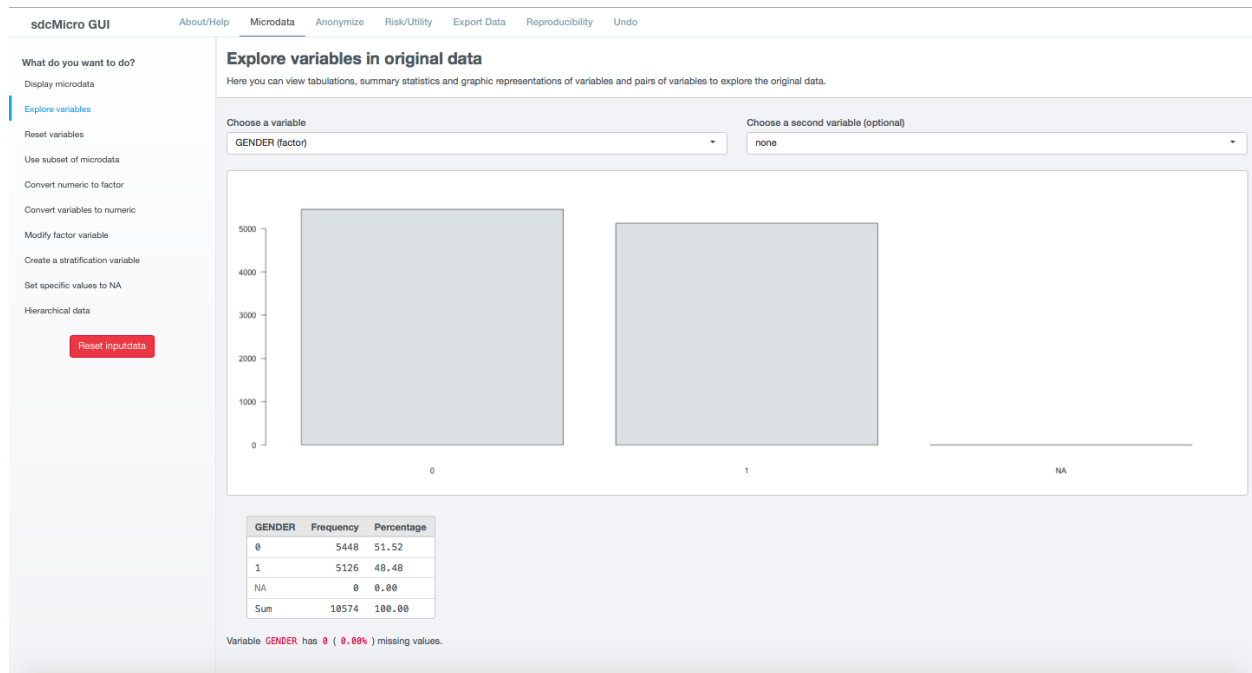 sdcMicro GUI
About/Help Microdata Anonymize Risk/Utility Export Data Reproducibility Undo
What do you want to do?
Display microdata
Explore variables
Reset variables
Use subset of microdata
Convert numeric to factor
Convert variables to numeric
Modify factor variable
Create a stratification variable
Set specific values to NA
Hierarchical data
Reset inputdata
Explore variables in original data
Here you can view tabulations, summary statistics and graphic representations of variables and pairs of variables to explore the original data.
Choose a variable
GENDER (factor)
Choose a second variable (optional)
none
5000
4000
3000
2000
1000
0
0 1 NA
GENDER Frequency Percentage
0 5448 51.52
1 5126 48.48
NA 0 0.00
Sum 10574 100.00
Variable GENDER has 0 ( 0.00% ) missing values.